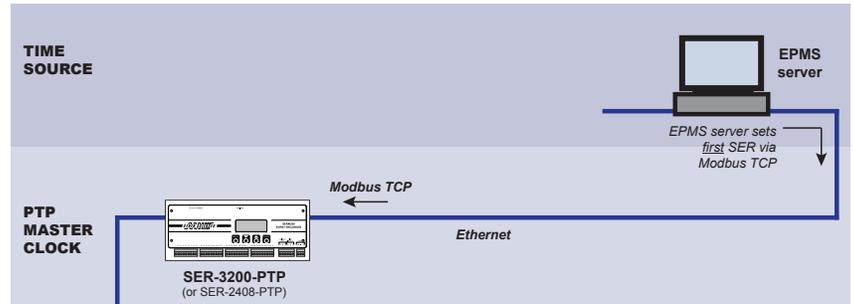 TIME
SOURCE
EPMS
server
EPMS server sets
first SER via
Modbus TCP
Modbus TCP
PTP
MASTER
CLOCK
Ethernet
SER-3200-PTP
(or SER-2408-PTP)